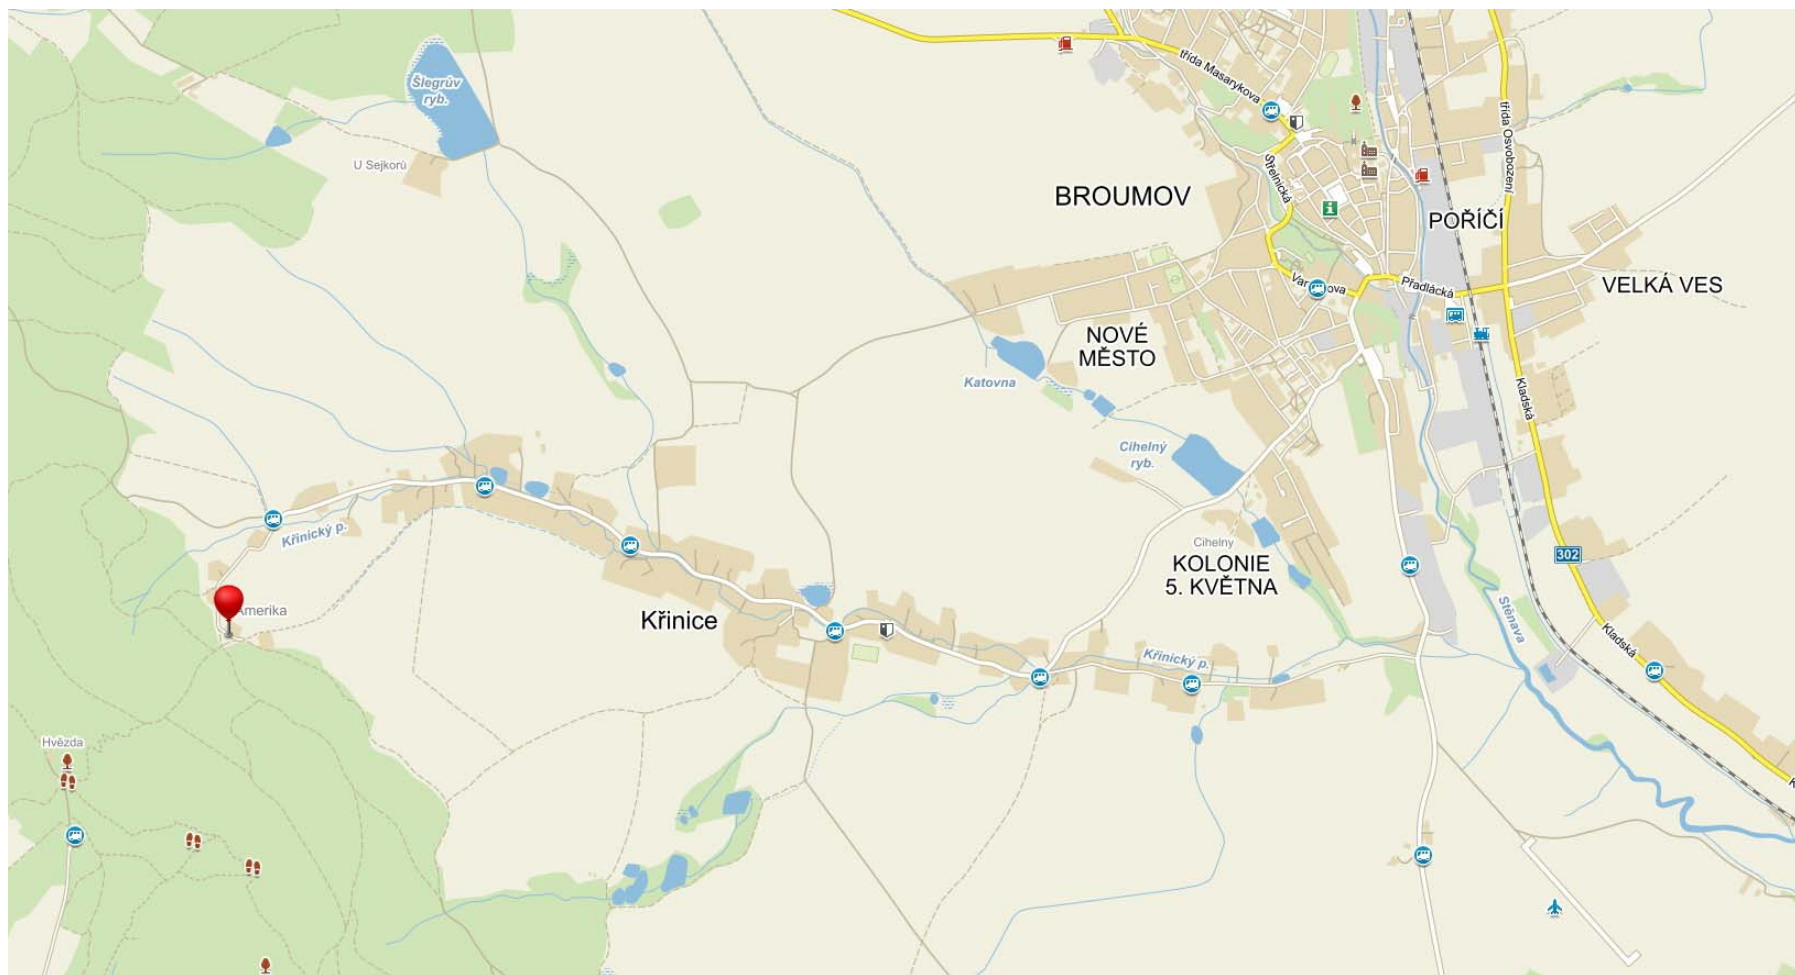 Šlegrův
ryb.
U Sejkorů
třída Masarykova
Střelnická
třída Osvobození
BROUMOV
POŘÍČÍ
VELKÁ VES
Přadlácká
NOVÉ
MĚSTO
Katovna
Kladská
Cihelný
ryb.
Křinický p.
Cihelny
KOLONIE
5. KVĚTNA
302
Amerika
Křinice
Stěnava
Křinický p.
Kladská
Hvězda